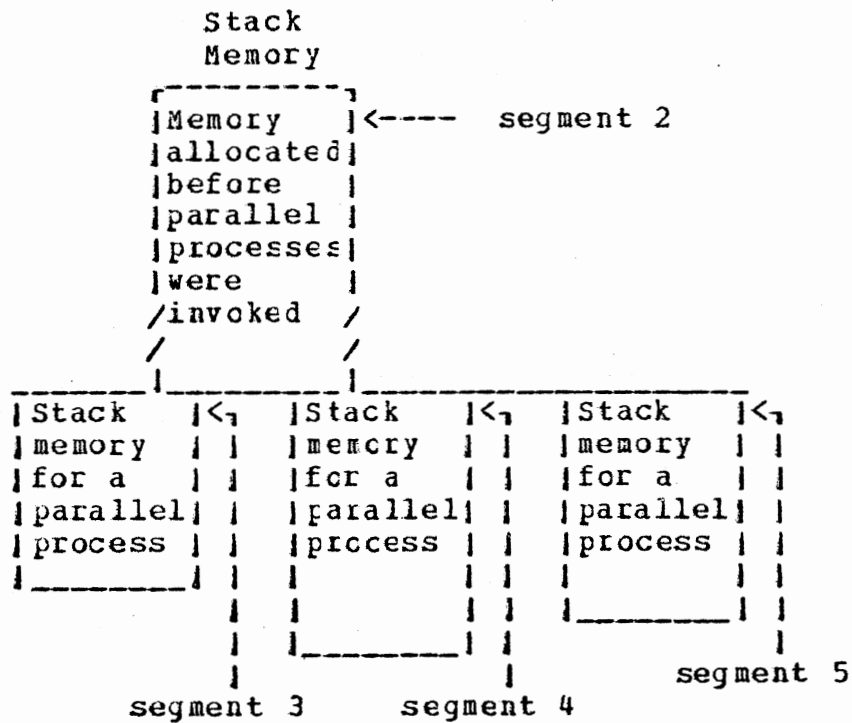 Stack
Memory
Memory <---- segment 2
allocated
before
parallel
processes
were
invoked
Stack Stack Stack
memory memory memory
for a for a for a
parallel parallel parallel
process process process
segment 5
segment 3 segment 4